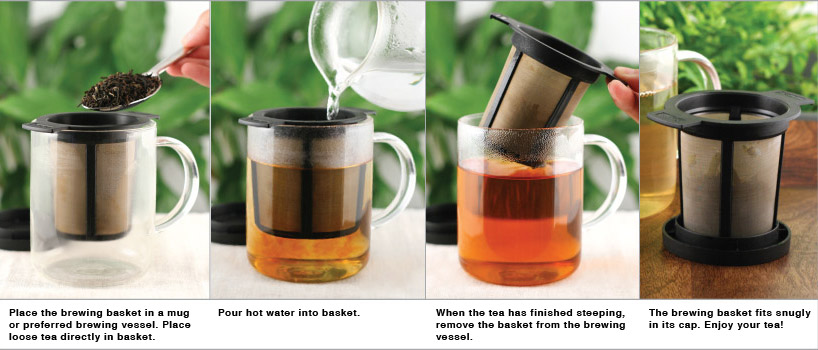 Place the brewing basket in a mug
or preferred brewing vessel. Place
loose tea directly in basket.
Pour hot water into basket.
When the tea has finished steeping,
remove the basket from the brewing
vessel.
The brewing basket fits snugly
in its cap. Enjoy your tea!